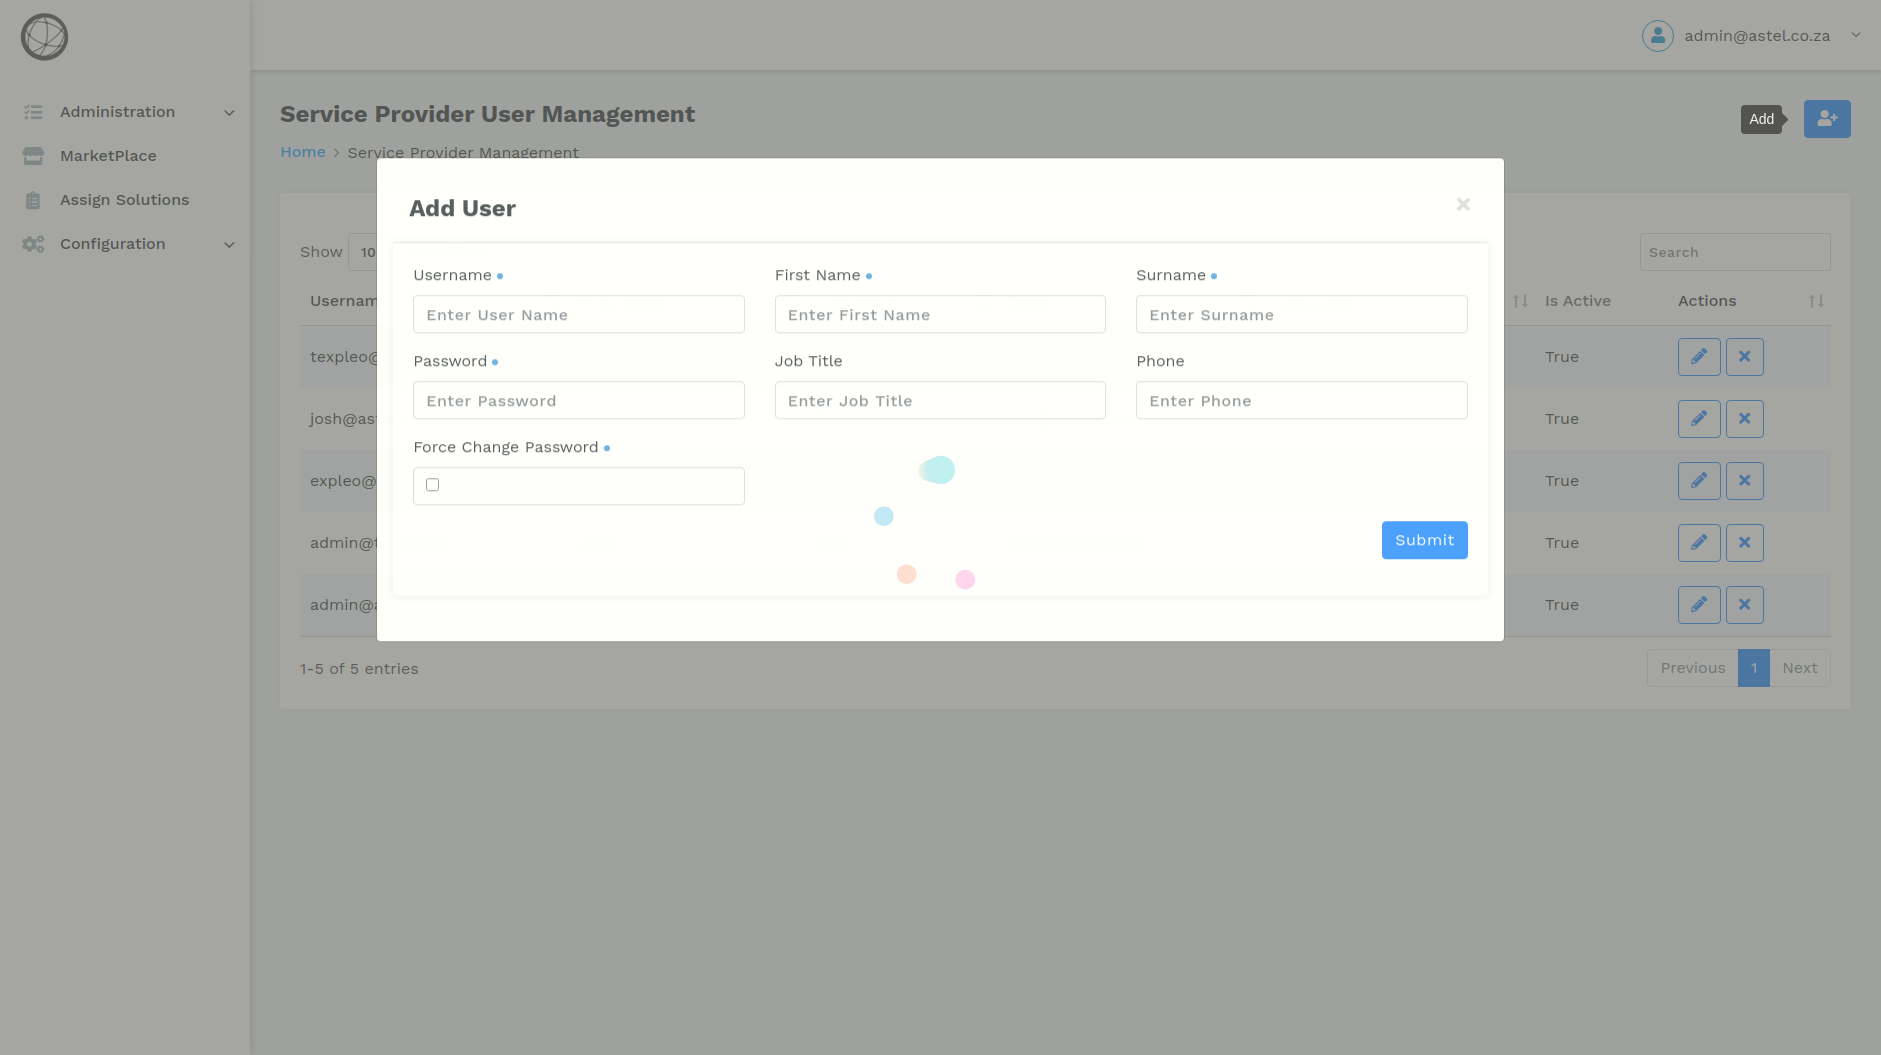 admin@astel.co.za
Administration
MarketPlace
Assign Solutions
Configuration
Service Provider User Management
Add
Home > Service Provider Management
Add User
×
Username
First Name
Surname
Enter User Name
Enter First Name
Enter Surname
Password
Job Title
Phone
Enter Password
Enter Job Title
Enter Phone
Force Change Password
Submit
Show 10
Search
Usernam
Is Active
Actions
texpleo@
True
josh@as
True
expleo@
True
admin@
True
admin@
True
1-5 of 5 entries
Previous 1 Next